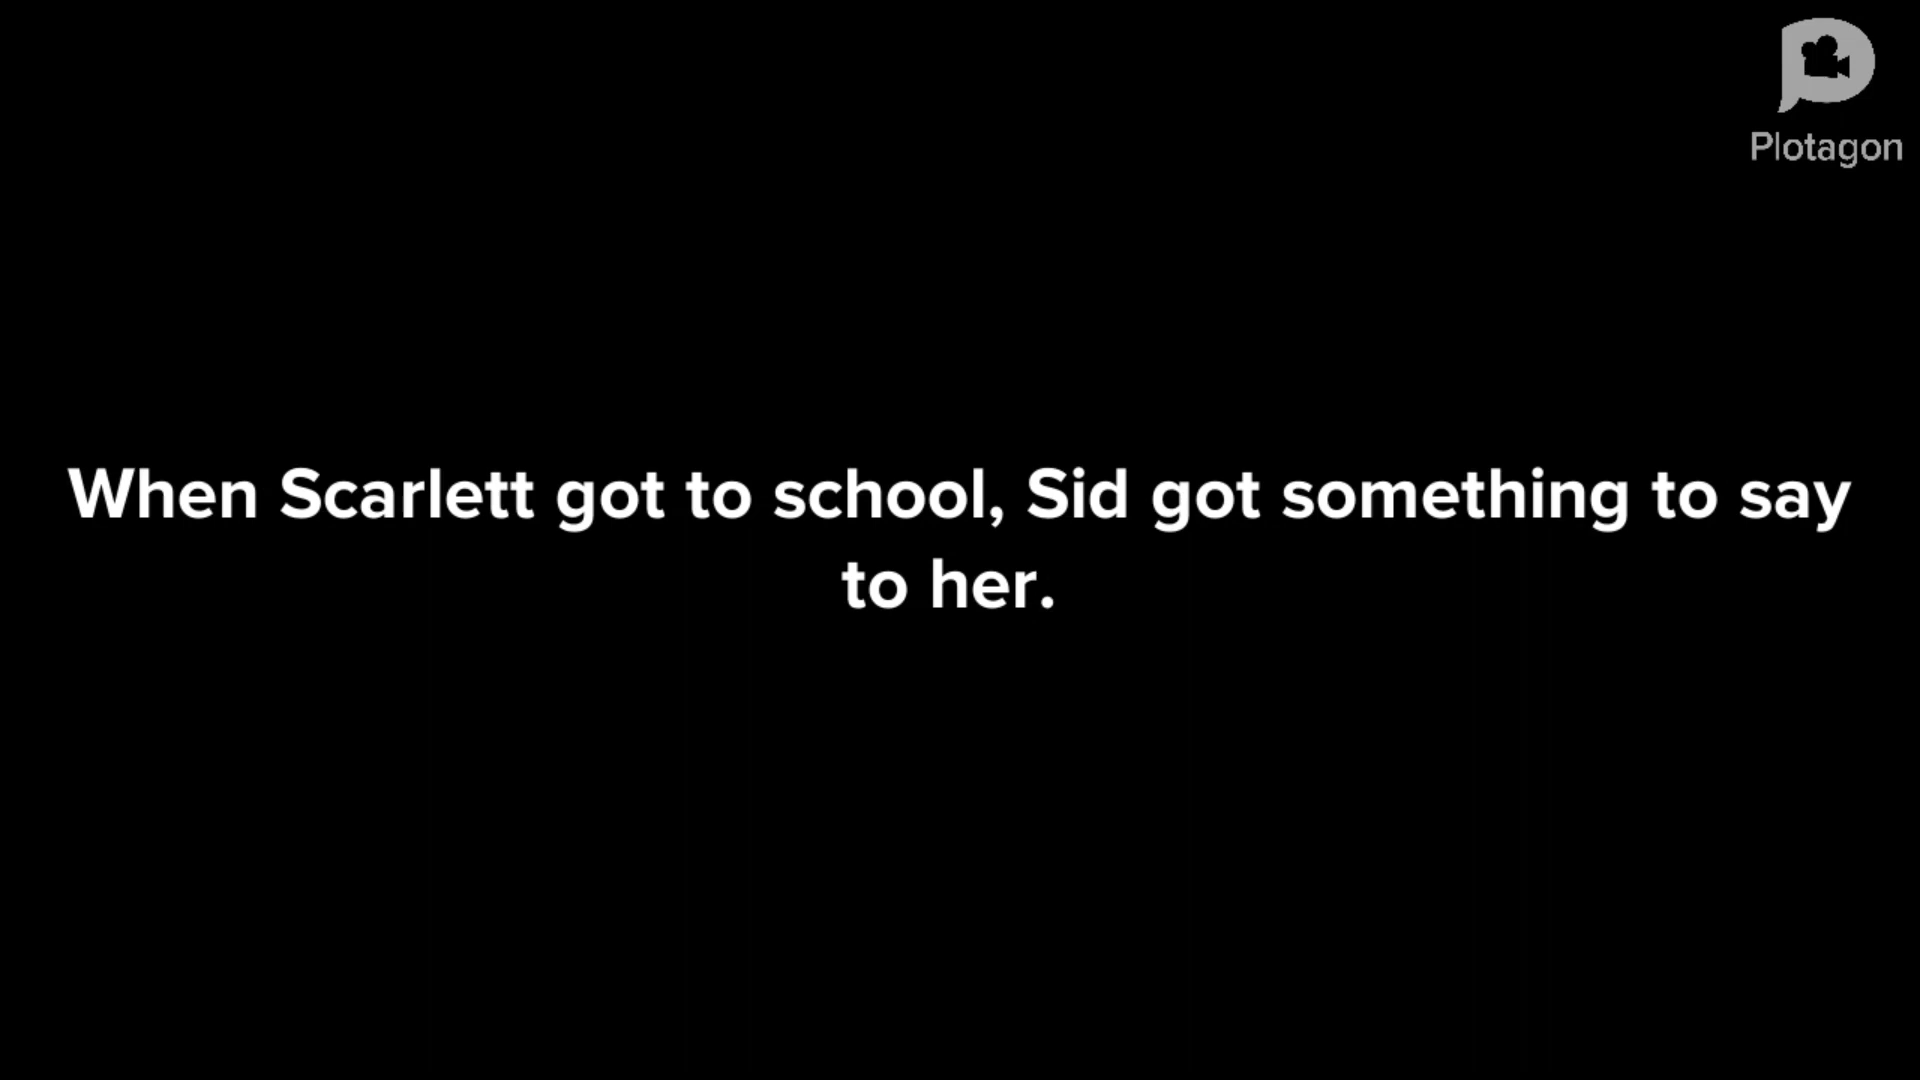 Plotagon
When Scarlett got to school, Sid got something to say
to her.